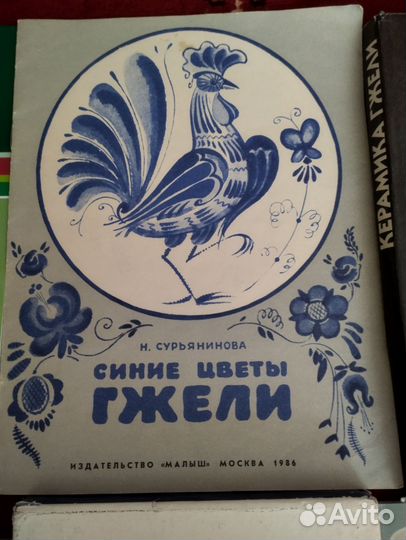 Н. СУРЬЯНИНОВА
СИНИЕ ЦВЕТЫ
ГЖЕЛИ
ИЗДАТЕЛЬСТВО «МАЛЫШ» МОСКВА 1986
КЕРАМИКА ГЖЕЛИ
Avito